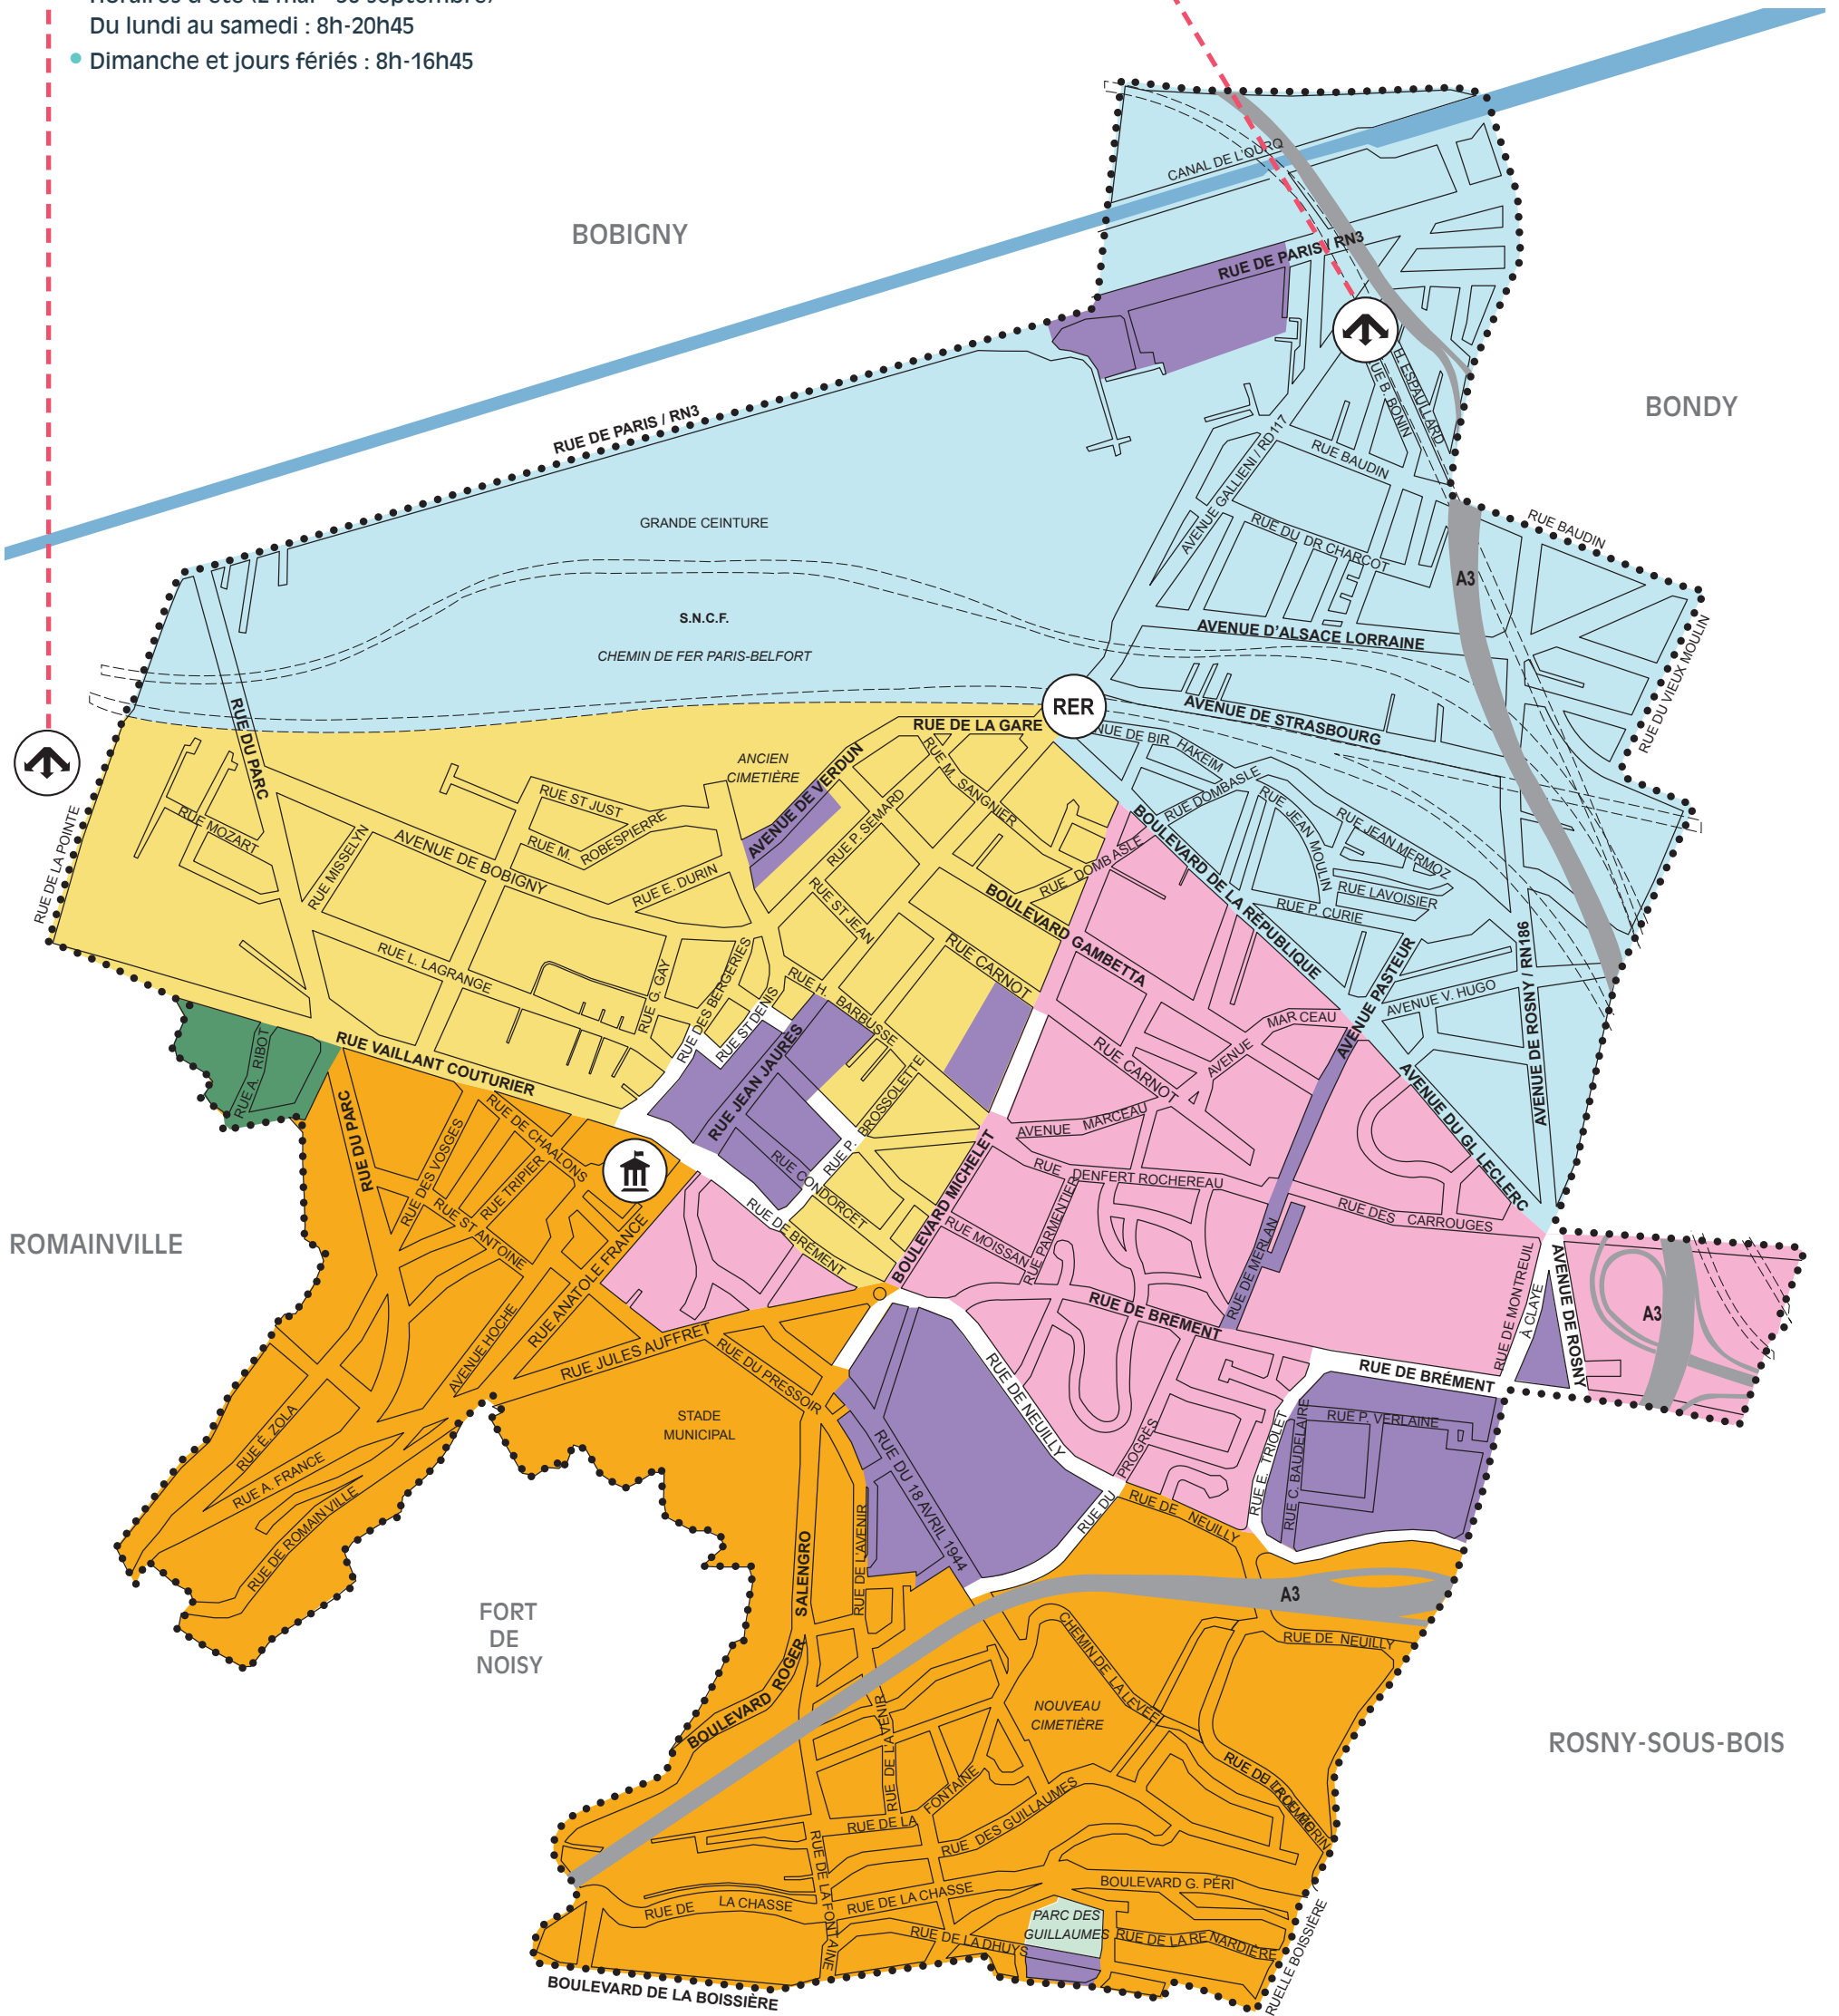 Du lundi au samedi : 8h-20h45
Dimanche et jours fériés : 8h-16h45
CANAL DE L'OURQ
BOBIGNY
RUE DE PARIS / RN3
BONDY
H. ESPAULLARD
RUE B. BONIN
RUE DE PARIS / RN3
RUE BAUDIN
AVENUE GALLIENI / RD117
GRANDE CEINTURE
RUE BAUDIN
RUE DU DR CHARCOT
A3
S.N.C.F.
AVENUE D'ALSACE LORRAINE
CHEMIN DE FER PARIS-BELFORT
RUE DU VIEUX MOULIN
RER
RUE DU PARC
RUE DE LA GARE
AVENUE DE STRASBOURG
NUE DE BIR HAKEIM
ANCIEN
CIMETIÈRE
AVENUE DE VERDUN
RUE M. SANGNIER
RUE DOMBASLE
RUE ST JUST
RUE M. ROBESPIERRE
RUE P. SEMARD
RUE JEAN MOULIN
RUE JEAN MERMOZ
RUE MOZART
RUE MISSELYN
AVENUE DE BOBIGNY
RUE DOMBASLE
BOULEVARD DE LA RÉPUBLIQUE
RUE DE LA POINTE
RUE E. DURIN
RUE ST JEAN
BOULEVARD GAMBETTA
RUE LAVOISIER
RUE P. CURIE
RUE L. LAGRANGE
RUE G. GAY
RUE DES BERGERIES
RUE CARNOT
AVENUE PASTEUR
AVENUE DE ROSNY / RN186
RUE ST DENIS
RUE H. BARBUSSE
AVENUE V. HUGO
RUE A. RIBOT
RUE VAILLANT COUTURIER
RUE JEAN JAURÈS
MARCEAU
AVENUE
RUE CARNOT
RUE P. BROSSOLETTE
AVENUE DU GL LECLERC
RUE DU PARC
RUE DE CHAALONS
AVENUE MARCEAU
RUE DES VOSGES
RUE TRIPIER
RUE CONDORCET
BOULEVARD MICHELET
RUE DENFERT ROCHEREAU
RUE ST ANTOINE
RUE DE BRÉMENT
RUE MOISSAN
RUE PARMENTIER
RUE DES CARROUGES
ROMAINVILLE
RUE ANATOLE FRANCE
RUE DE MERLAN
RUE DE MONTREUIL
À CLAYE
AVENUE DE ROSNY
A3
AVENUE HOCHE
RUE DE BRÉMENT
RUE JULES AUFFRET
RUE DU PRESSOIR
RUE DE NEUILLY
RUE DE BRÉMENT
RUE É. ZOLA
STADE
MUNICIPAL
RUE P. VERLAINE
RUE A. FRANCE
RUE DU 18 AVRIL 1944
RUE DU PROGRÈS
RUE E. TRIOLET
RUE C. BAUDELAIRE
RUE DE ROMAINVILLE
RUE DE NEUILLY
RUE DE L'AVENIR
BOULEVARD ROGER SALENGRO
A3
FORT
DE
NOISY
CHEMIN DE LA LEVÉE
RUE DE NEUILLY
NOUVEAU
CIMETIÈRE
RUE DE L'AVENIR
ROSNY-SOUS-BOIS
RUE DE LA FONTAINE
RUE DES GUILLAUMES
RUE DE LA FONTAINE
BOULEVARD G. PÉRI
RUE DE LA CHASSE
RUE DE LA CHASSE
PARC DES
GUILLAUMES
RUE DE LA DHUYS
RUE DE LA RENARDIÈRE
RUELLE BOISSIÈRE
BOULEVARD DE LA BOISSIÈRE